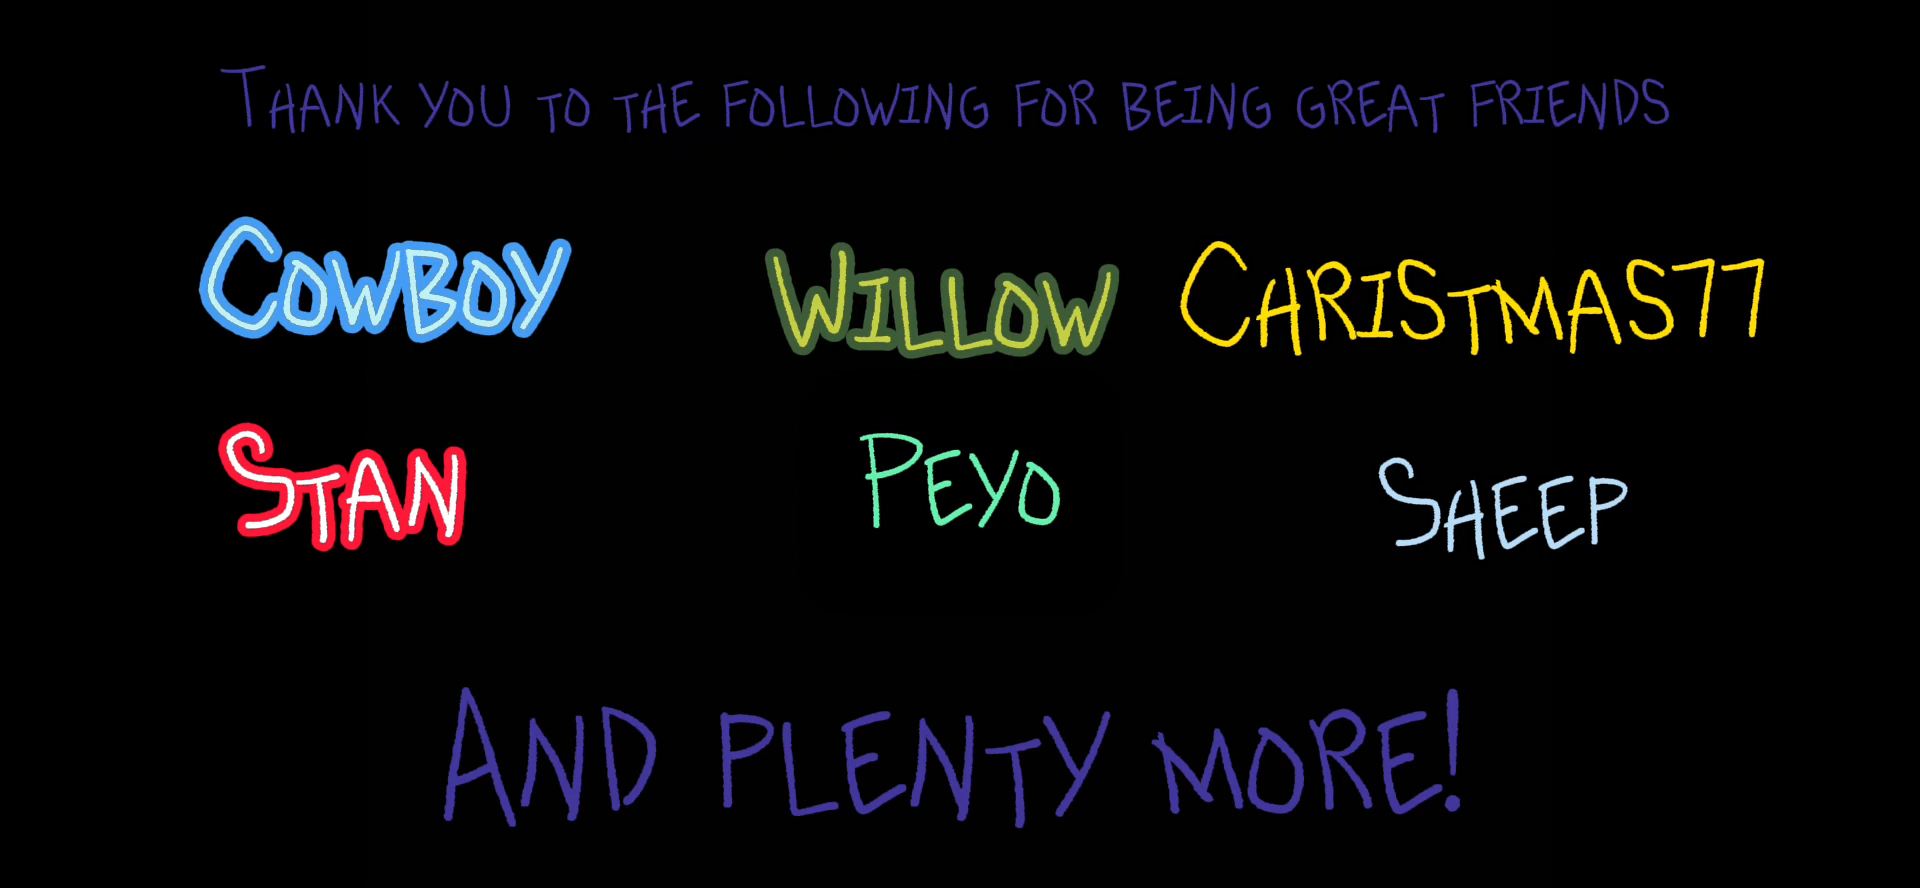 Thank you to the following for being great friends
Cowboy Willow Christmas77
Stan Peyo Sheep
And plenty more!